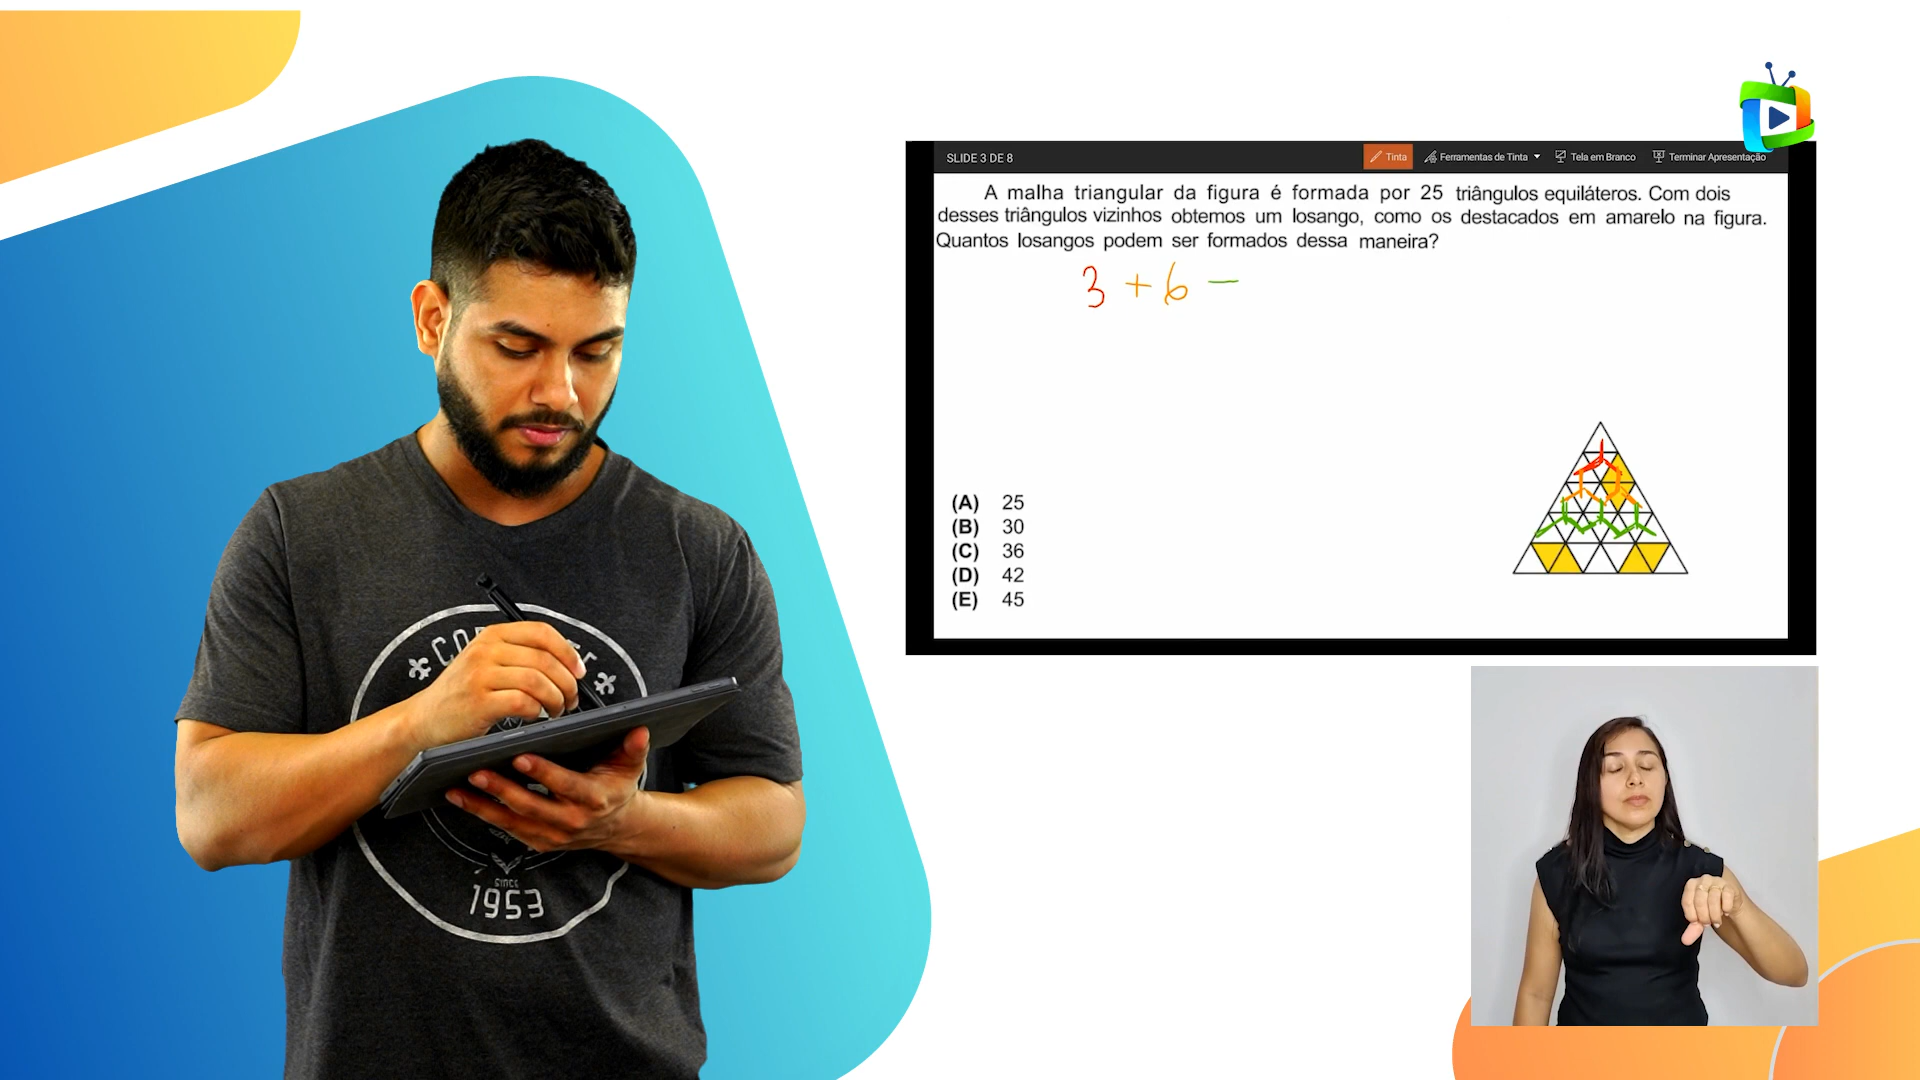 SLIDE 3 DE 8
Tinta
Ferramentas de Tinta
Tela em Branco
Terminar Apresentação
A malha triangular da figura é formada por 25 triângulos equiláteros. Com dois
desses triângulos vizinhos obtemos um losango, como os destacados em amarelo na figura.
Quantos losangos podem ser formados dessa maneira?
3 + 6 -
(A) 25
(B) 30
(C) 36
(D) 42
(E) 45
SINCE
1953